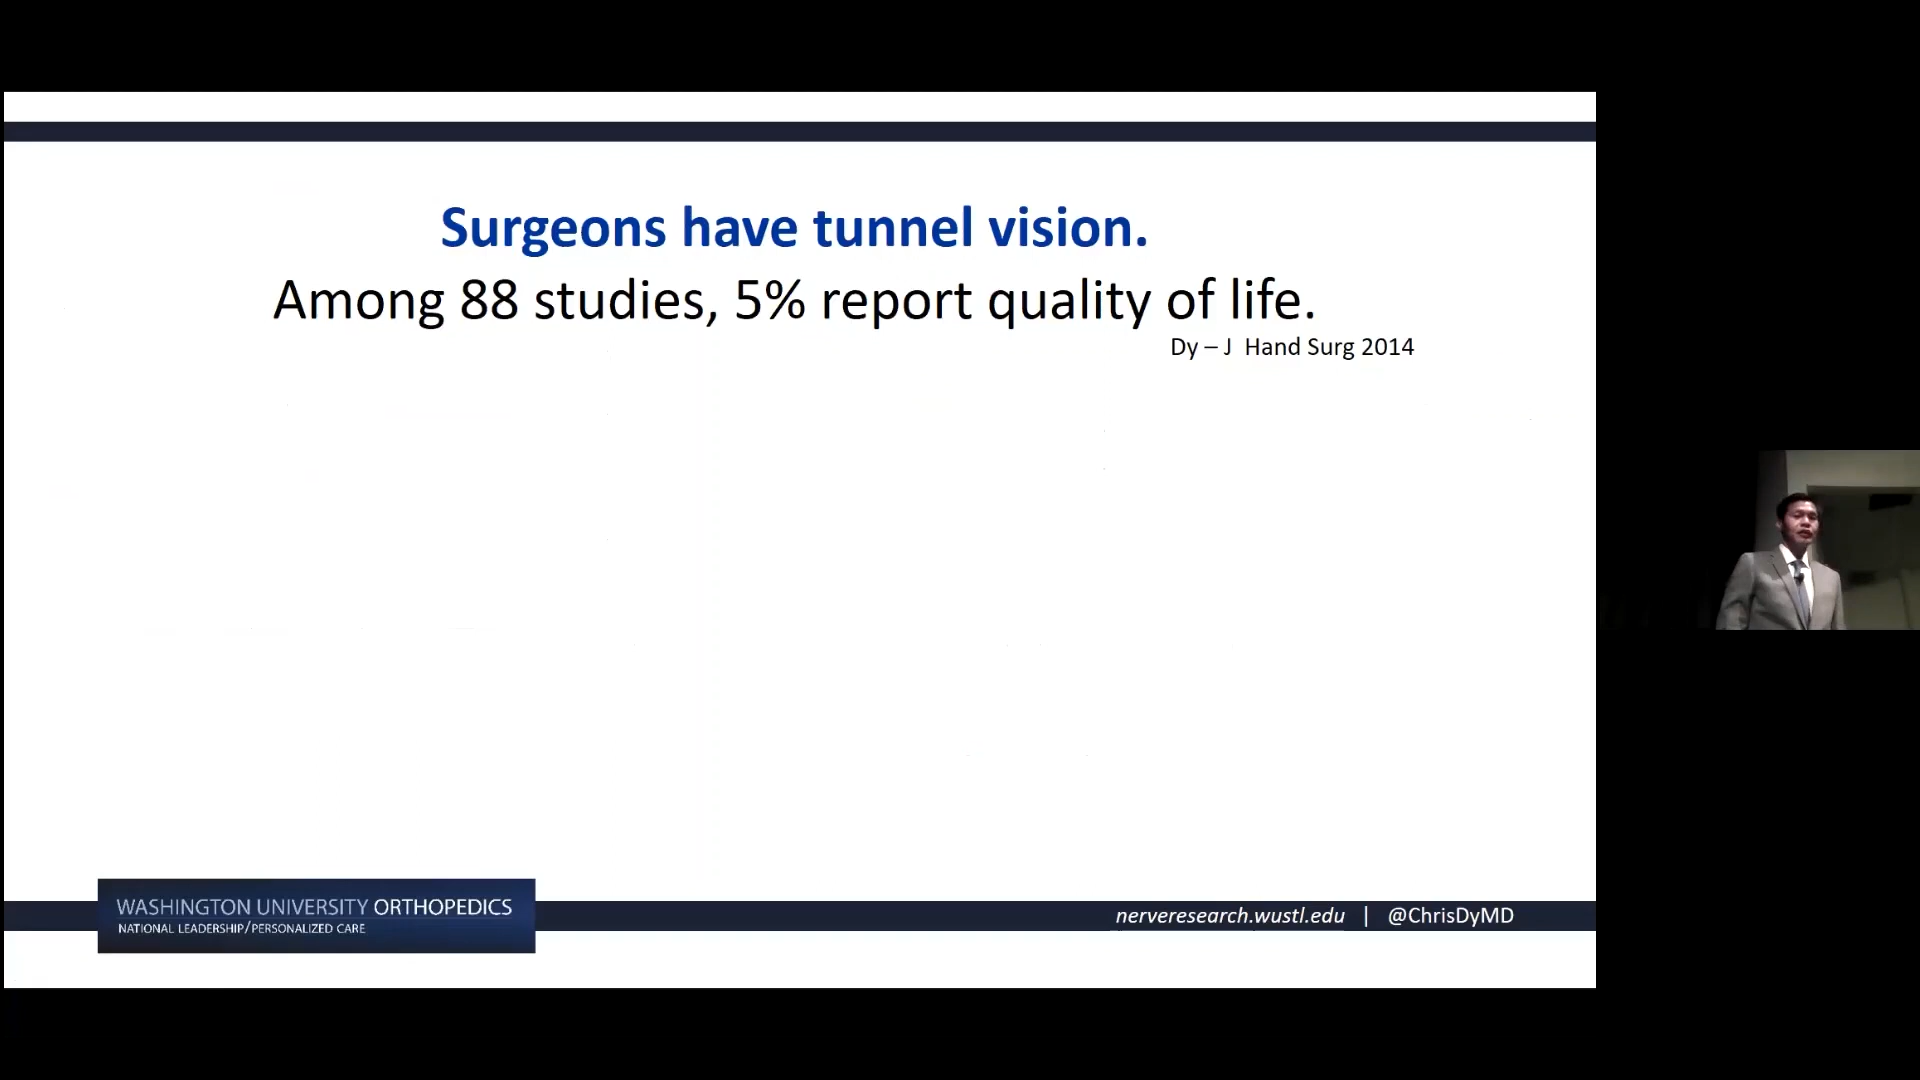 Surgeons have tunnel vision.
Among 88 studies, 5% report quality of life.
Dy – J Hand Surg 2014
WASHINGTON UNIVERSITY ORTHOPEDICS
NATIONAL LEADERSHIP/PERSONALIZED CARE
nerveresearch.wustl.edu | @ChrisDyMD